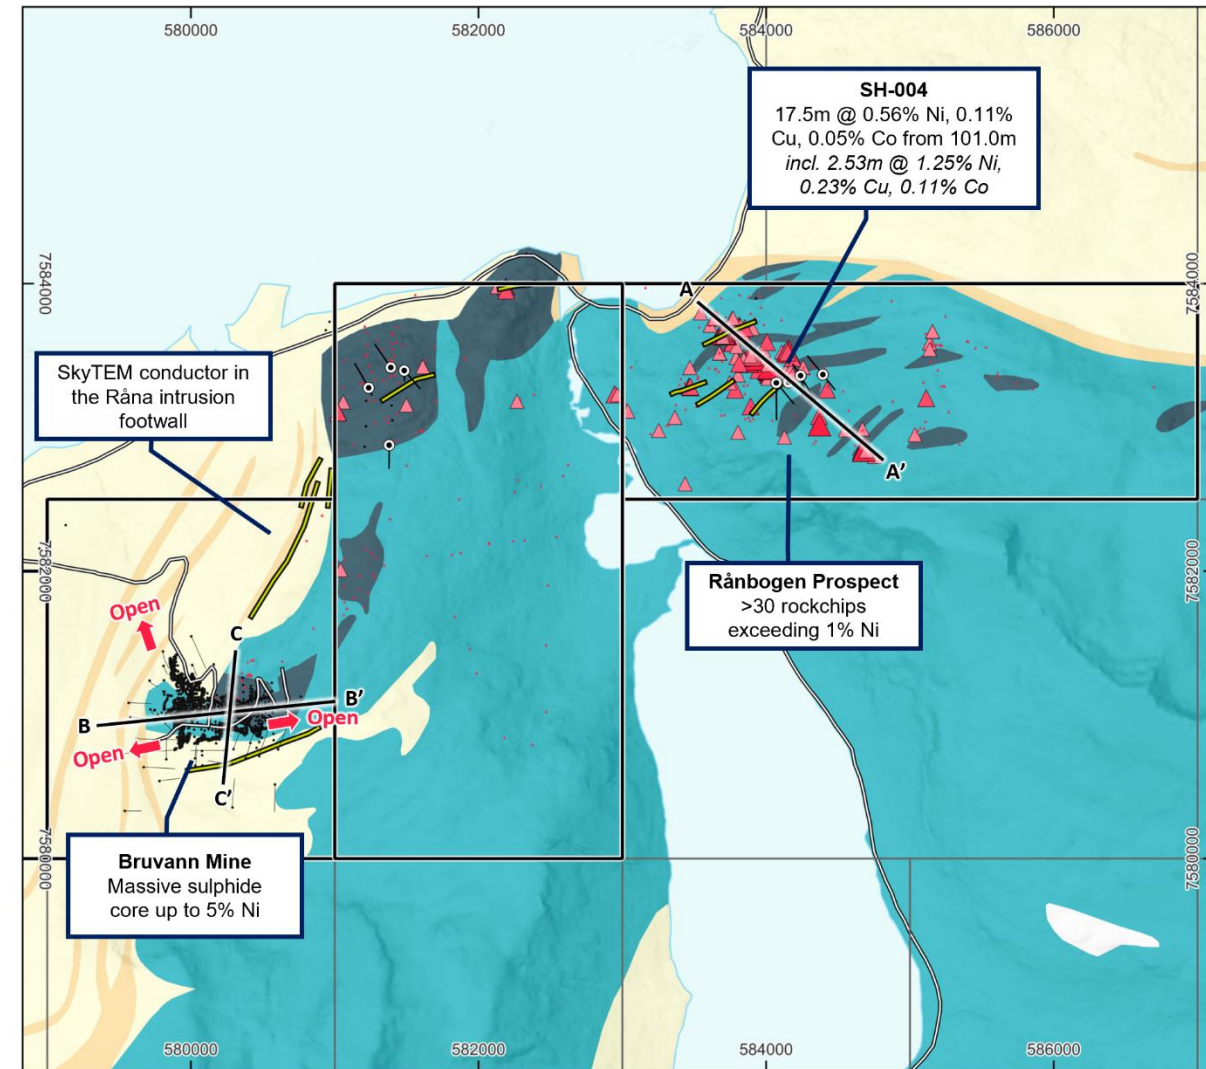 580000
582000
584000
586000
SH-004
17.5m @ 0.56% Ni, 0.11%
Cu, 0.05% Co from 101.0m
incl. 2.53m @ 1.25% Ni,
0.23% Cu, 0.11% Co
7584000
7584000
A
SkyTEM conductor in
the Råna intrusion
footwall
A'
7582000
7582000
Rånbogen Prospect
>30 rockchips
exceeding 1% Ni
Open
C
B
B'
Open
Open
C'
Bruvann Mine
Massive sulphide
core up to 5% Ni
7580000
7580000
580000
582000
584000
586000